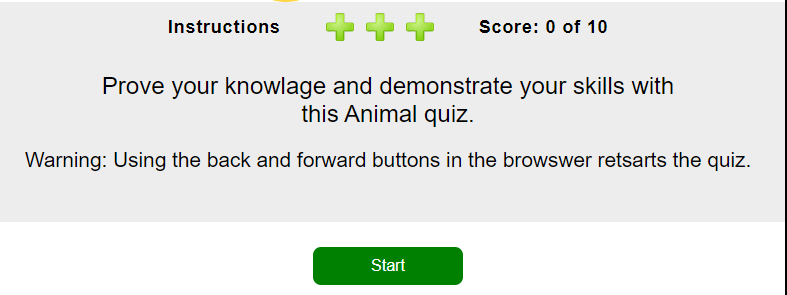 Instructions Score: 0 of 10
Prove your knowlage and demonstrate your skills with
this Animal quiz.
Warning: Using the back and forward buttons in the browswer retsarts the quiz.
Start